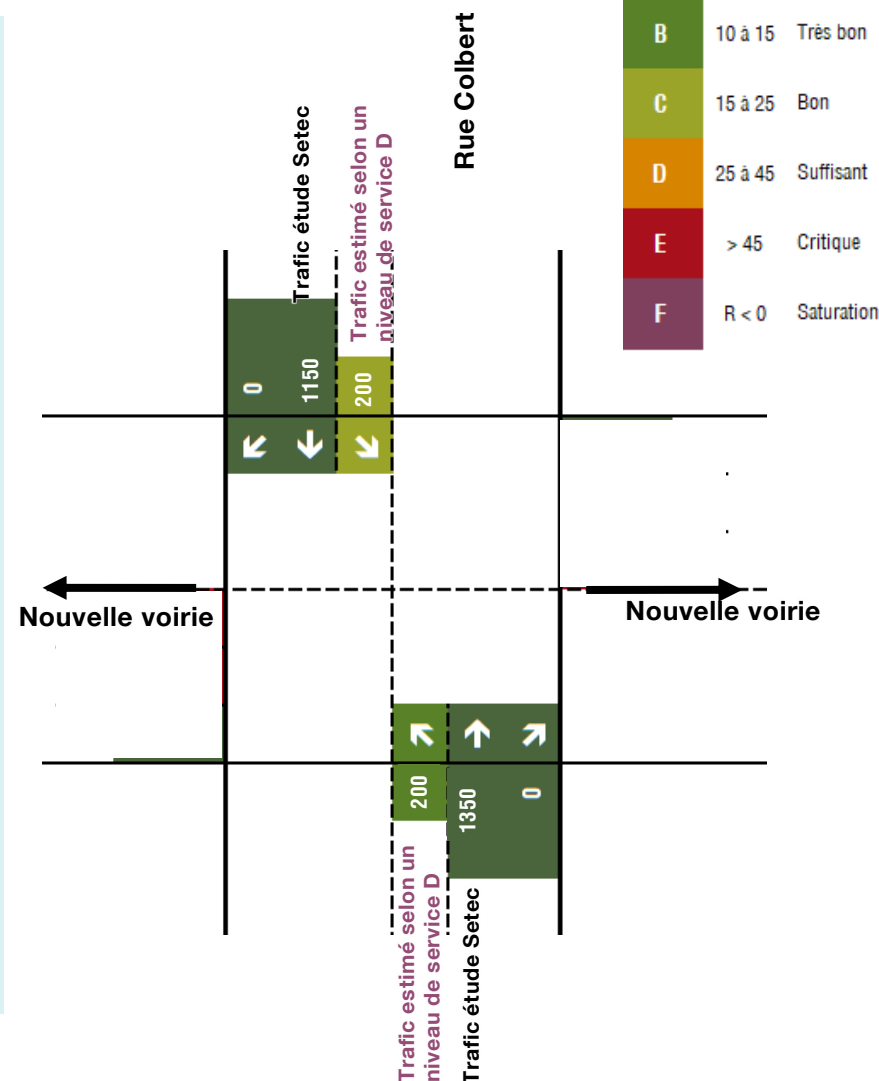 B 10 à 15 Très bon
C 15 à 25 Bon
D 25 à 45 Suffisant
E > 45 Critique
F R < 0 Saturation
Rue Colbert
Trafic étude Setec
Trafic estimé selon un
niveau de service D
0 1150 200
Nouvelle voirie
Nouvelle voirie
200 1350 0
Trafic estimé selon un
niveau de service D
Trafic étude Setec